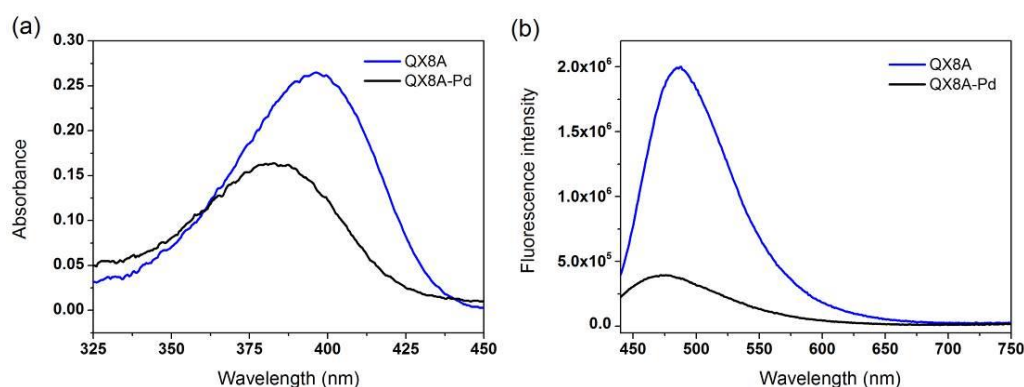 (a)
0.30
0.25
0.20
0.15
0.10
0.05
0.00
Absorbance
QX8A
QX8A-Pd
325 350 375 400 425 450
Wavelength (nm)
(b)
2.0x10⁶
1.5x10⁶
1.0x10⁶
5.0x10⁵
0.0
Fluorescence intensity
QX8A
QX8A-Pd
450 500 550 600 650 700 750
Wavelength (nm)